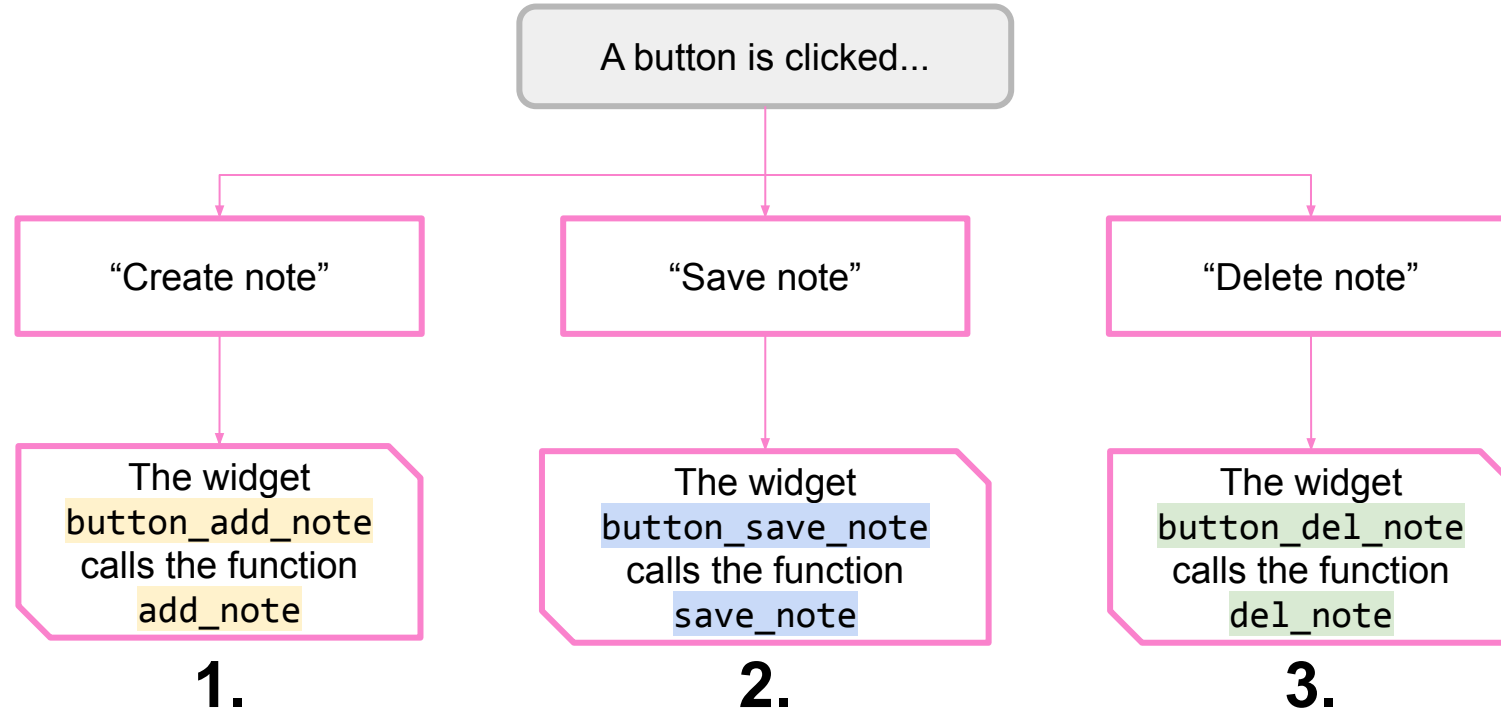 A button is clicked...
“Create note”
“Save note”
“Delete note”
The widget
button_add_note
calls the function
add_note
The widget
button_save_note
calls the function
save_note
The widget
button_del_note
calls the function
del_note
1.
2.
3.